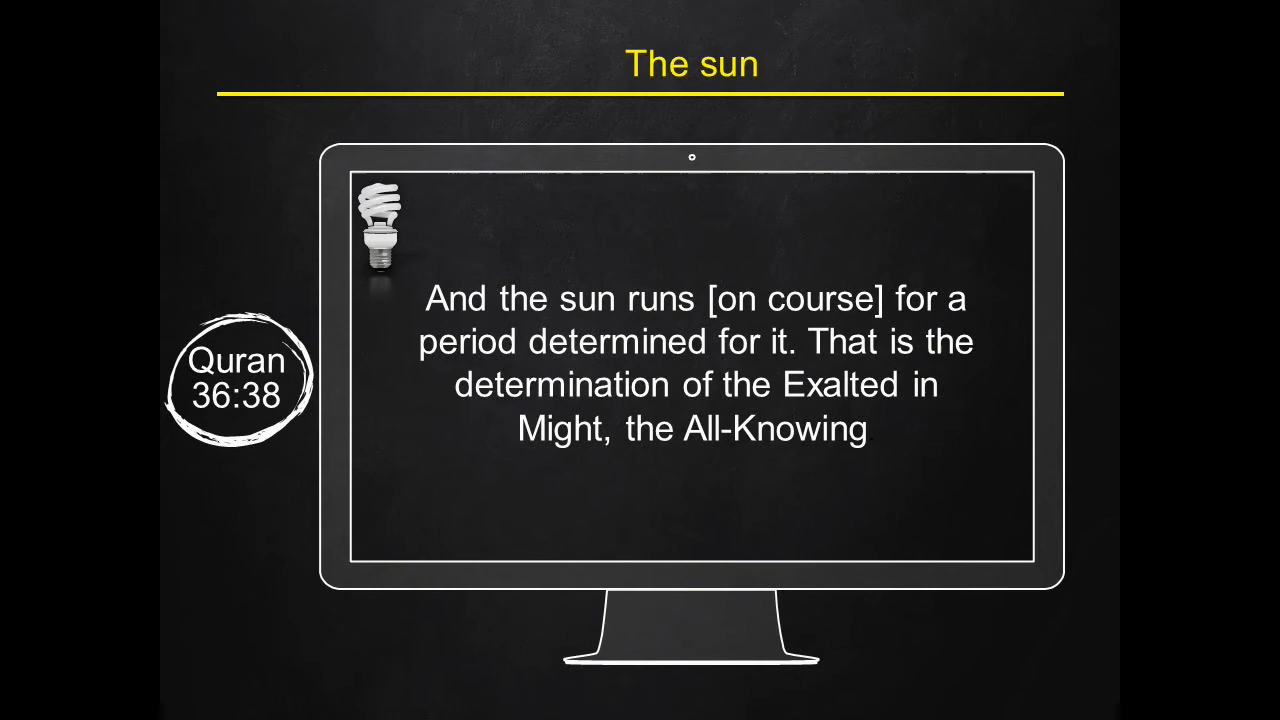 The sun
Quran
36:38
And the sun runs [on course] for a
period determined for it. That is the
determination of the Exalted in
Might, the All-Knowing.